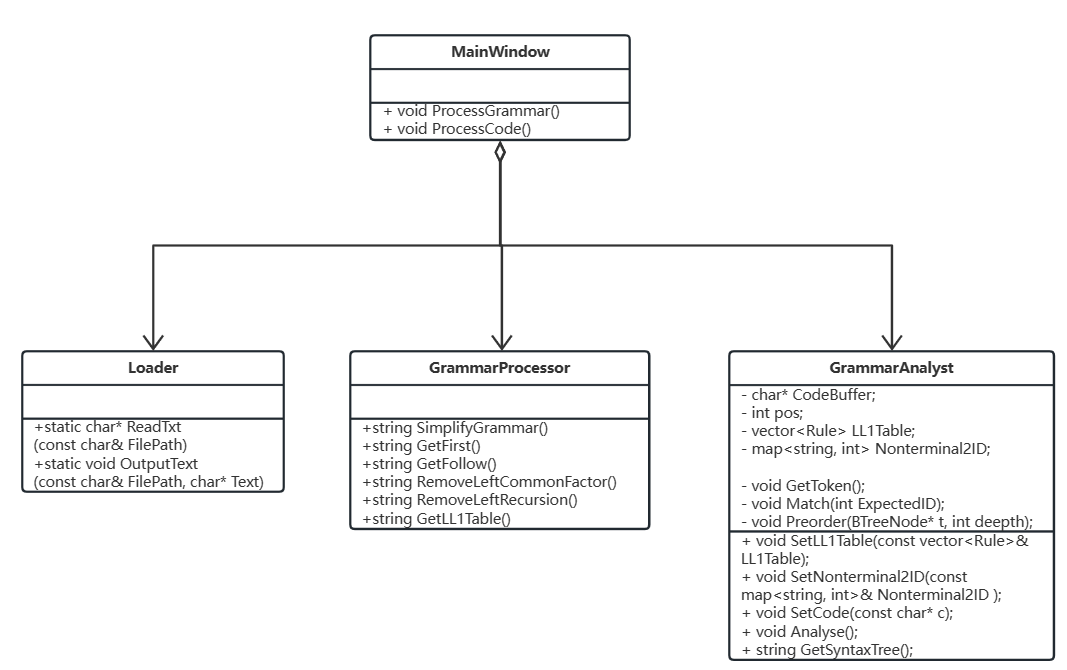 MainWindow
+ void ProcessGrammar()
+ void ProcessCode()
Loader
+static char* ReadTxt
(const char& FilePath)
+static void OutputText
(const char& FilePath, char* Text)
GrammarProcessor
+string SimplifyGrammar()
+string GetFirst()
+string GetFollow()
+string RemoveLeftCommonFactor()
+string RemoveLeftRecursion()
+string GetLL1Table()
GrammarAnalyst
- char* CodeBuffer;
- int pos;
- vector<Rule> LL1Table;
- map<string, int> Nonterminal2ID;
- void GetToken();
- void Match(int ExpectedID);
- void Preorder(BTreeNode* t, int deepth);
+ void SetLL1Table(const vector<Rule>&
LL1Table);
+ void SetNonterminal2ID(const
map<string, int>& Nonterminal2ID );
+ void SetCode(const char* c);
+ void Analyse();
+ string GetSyntaxTree();